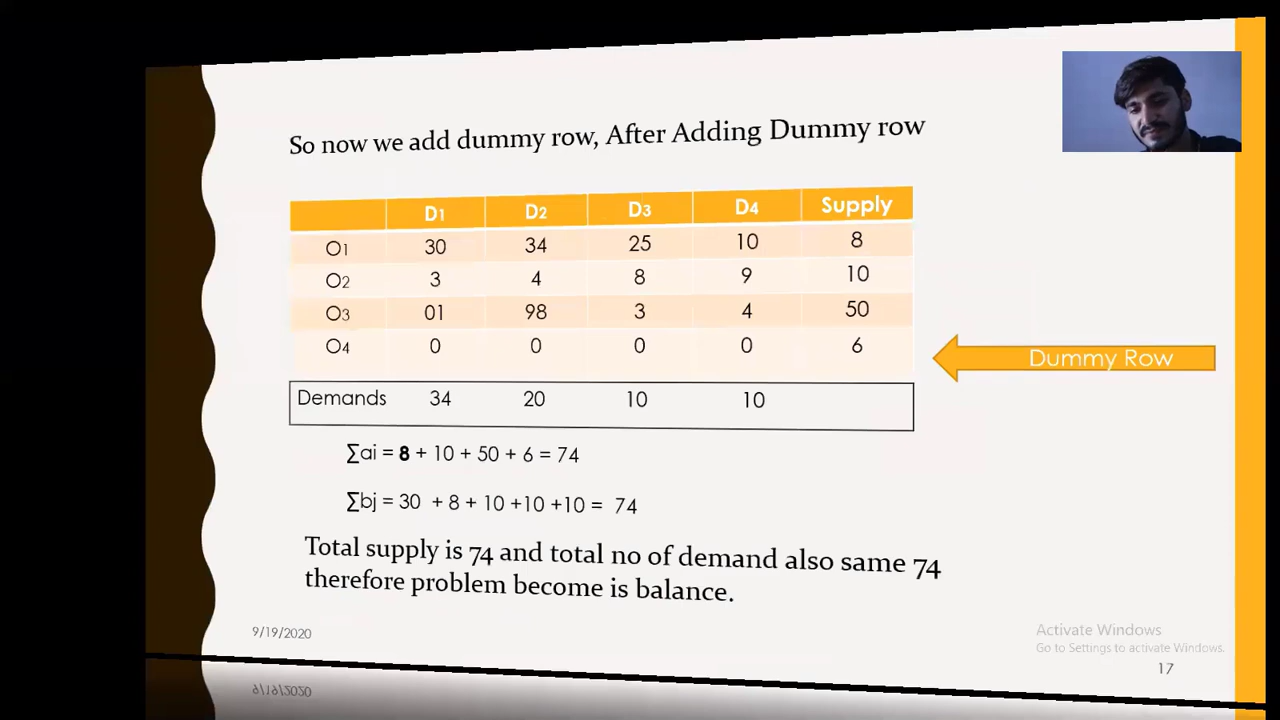 So now we add dummy row, After Adding Dummy row
D1 D2 D3 D4 Supply
O1 30 34 25 10 8
O2 3 4 8 9 10
O3 01 98 3 4 50
O4 0 0 0 0 6
Dummy Row
Demands 34 20 10 10
∑ai = 8 + 10 + 50 + 6 = 74
∑bj = 30 + 8 + 10 +10 +10 = 74
Total supply is 74 and total no of demand also same 74
therefore problem become is balance.
9/19/2020
Activate Windows
Go to Settings to activate Windows.
17
9/19/2020